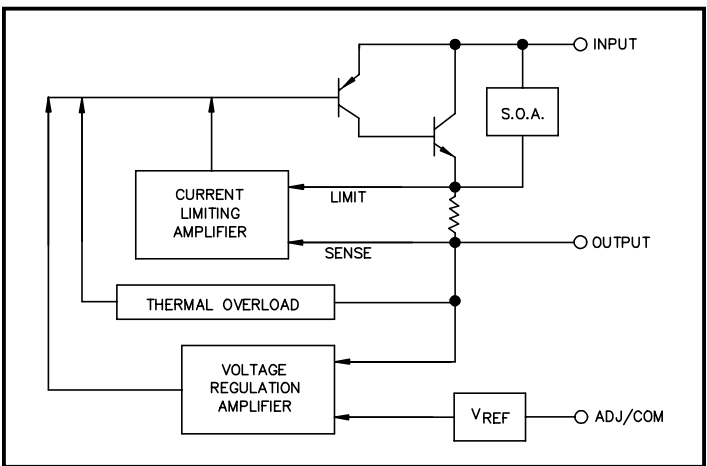 INPUT
S.O.A.
CURRENT
LIMITING
AMPLIFIER
LIMIT
SENSE
OUTPUT
THERMAL OVERLOAD
VOLTAGE
REGULATION
AMPLIFIER
VREF
ADJ/COM